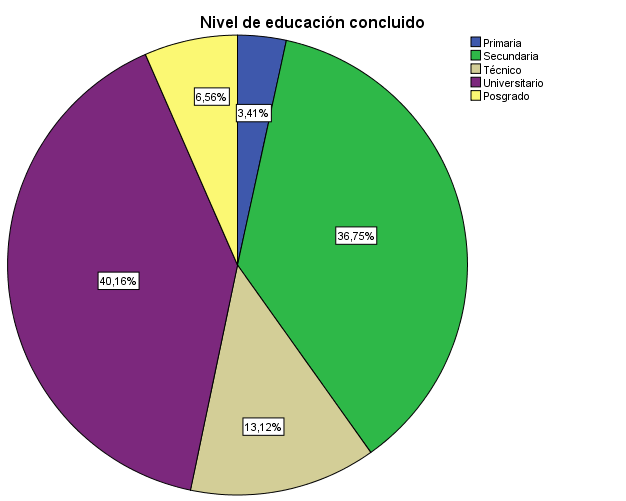 Nivel de educación concluido
Primaria
Secundaria
Técnico
Universitario
Posgrado
6,56%
3,41%
36,75%
40,16%
13,12%